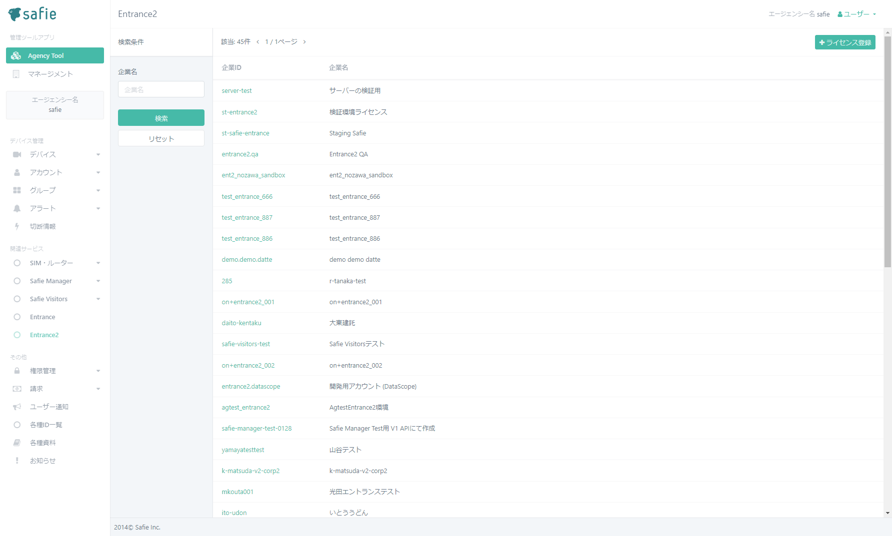 safie
Entrance2
エージェンシー名 safie
ユーザー
管理ツールアプリ
Agency Tool
マネージメント
エージェンシー名
safie
デバイス管理
デバイス
アカウント
グループ
アラート
切断情報
関連サービス
SIM・ルーター
Safie Manager
Safie Visitors
Entrance
Entrance2
その他
権限管理
請求
ユーザー通知
各種ID一覧
各種資料
お知らせ
検索条件
企業名
企業名
検索
リセット
該当: 45件 ‹ 1 / 1ページ ›
+ ライセンス登録
企業ID 企業名
server-test サーバーの検証用
st-entrance2 検証環境ライセンス
st-safie-entrance Staging Safie
entrance2.qa Entrance2 QA
ent2_nozawa_sandbox ent2_nozawa_sandbox
test_entrance_666 test_entrance_666
test_entrance_887 test_entrance_887
test_entrance_886 test_entrance_886
demo.demo.datte demo demo datte
285 r-tanaka-test
on+entrance2_001 on+entrance2_001
daito-kentaku 大東建託
safie-visitors-test Safie Visitorsテスト
on+entrance2_002 on+entrance2_002
entrance2.datascope 開発用アカウント (DataScope)
agtest_entrance2 AgtestEntrance2環境
safie-manager-test-0128 Safie Manager Test用 V1 APIにて作成
yamayatesttest 山谷テスト
k-matsuda-v2-corp2 k-matsuda-v2-corp2
mkouta001 光田エントランステスト
ito-udon いとううどん
2014© Safie Inc.